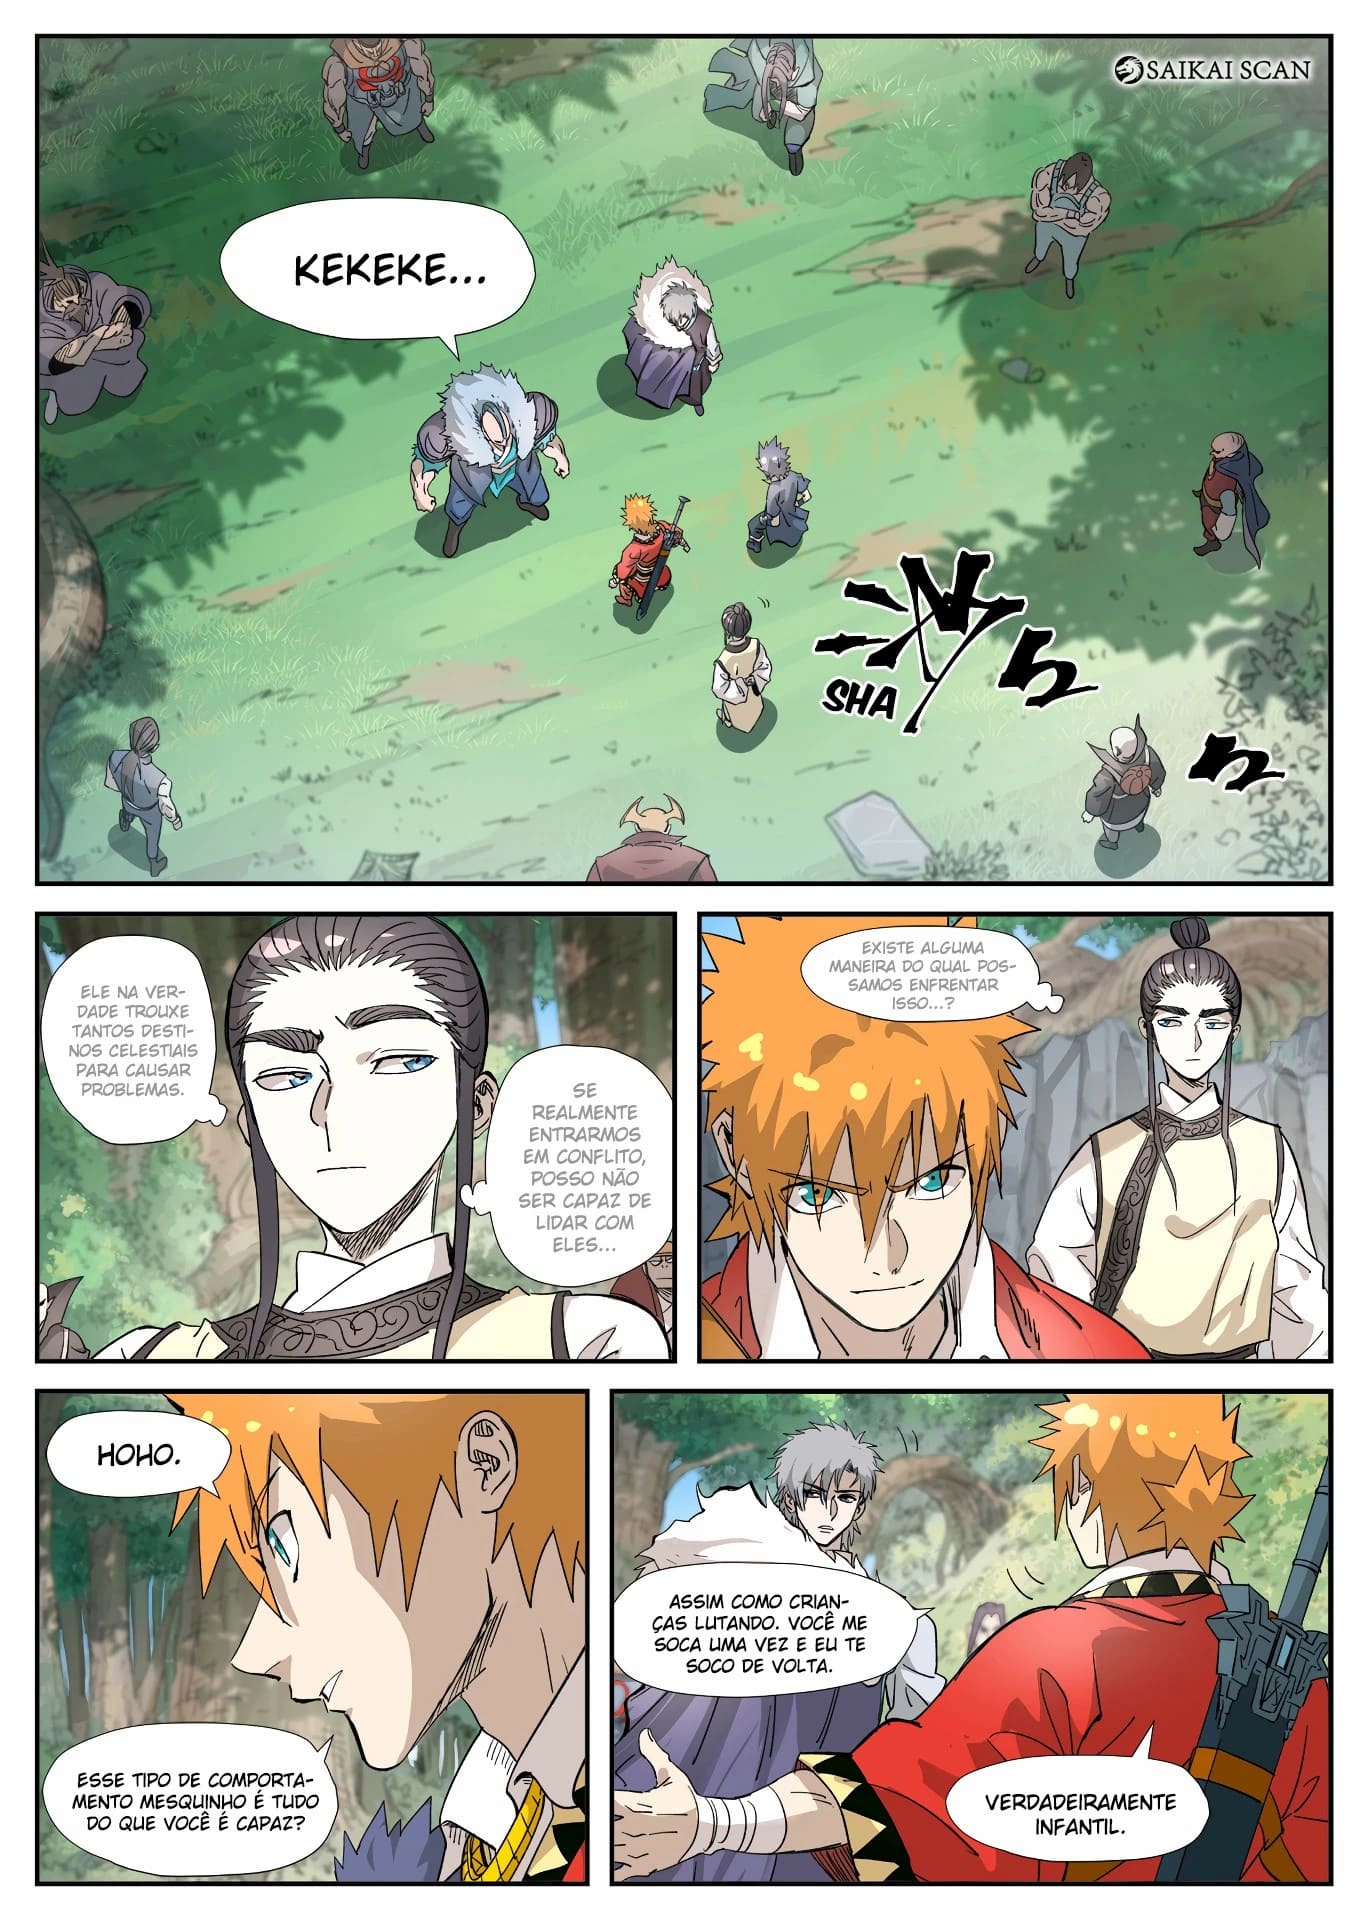 SAIKAI SCAN
KEKEKE...
SHA
ELE NA VER-
DADE TROUXE
TANTOS DESTI-
NOS CELESTIAIS
PARA CAUSAR
PROBLEMAS.
SE
REALMENTE
ENTRARMOS
EM CONFLITO,
POSSO NÃO
SER CAPAZ DE
LIDAR COM
ELES...
EXISTE ALGUMA
MANEIRA DO QUAL POS-
SAMOS ENFRENTAR
ISSO...?
HOHO.
ESSE TIPO DE COMPORTA-
MENTO MESQUINHO É TUDO
DO QUE VOCÊ É CAPAZ?
ASSIM COMO CRIAN-
ÇAS LUTANDO. VOCÊ ME
SOCA UMA VEZ E EU TE
SOCO DE VOLTA.
VERDADEIRAMENTE
INFANTIL.